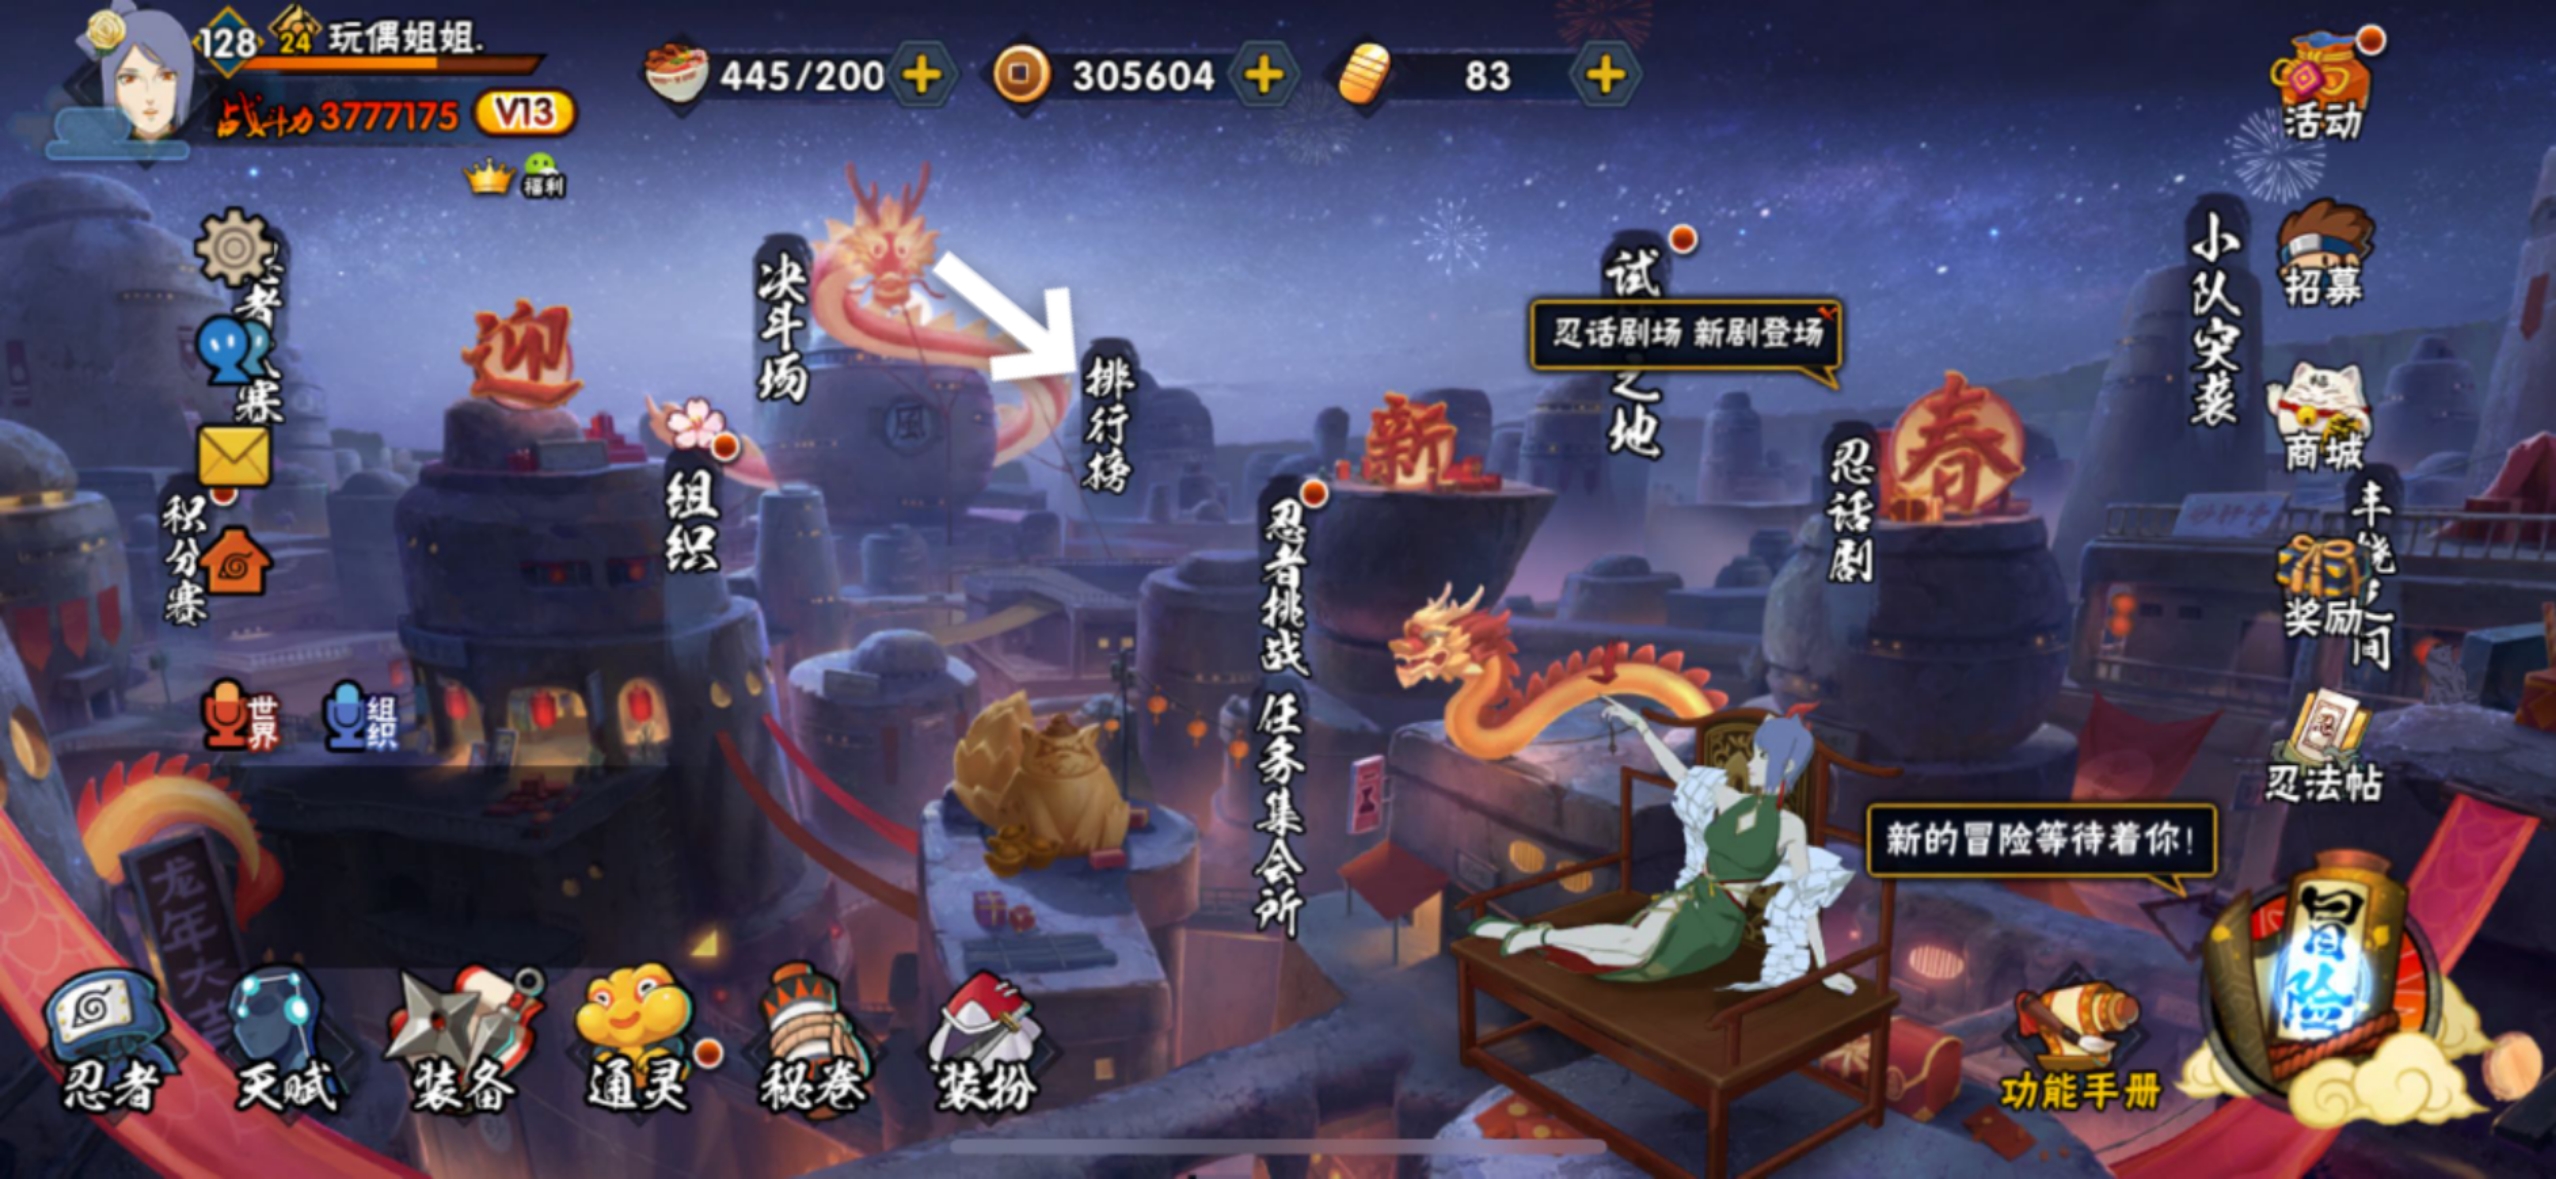 128 24 玩偶姐姐.
战斗力3777175 V13
福利
445/200
305604
83
活动
小队突袭
招募
决斗场
试 之地
忍话剧场 新剧登场
排行榜
迎
新
春
商城
组织
忍者挑战
忍话剧
积分赛
奖励
世界
组织
任务集会所
忍法帖
新的冒险等待着你!
龙年大吉
冒险
功能手册
忍者
天赋
装备
通灵
秘卷
装扮